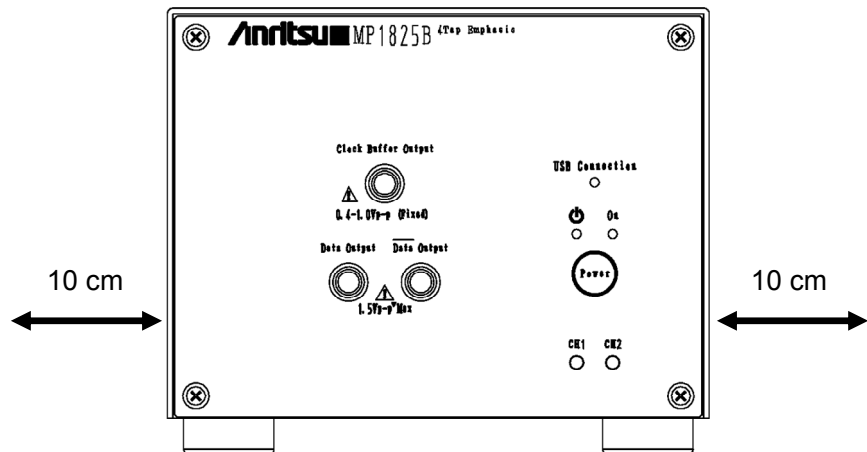 Anritsu MP1825B 4Tap Emphasis
Clock Buffer Output
0.4-1.0Vp-p (Fixed)
Data Output Data Output
1.5Vp-p Max
USB Connection
On
Power
CH1 CH2
10 cm
10 cm